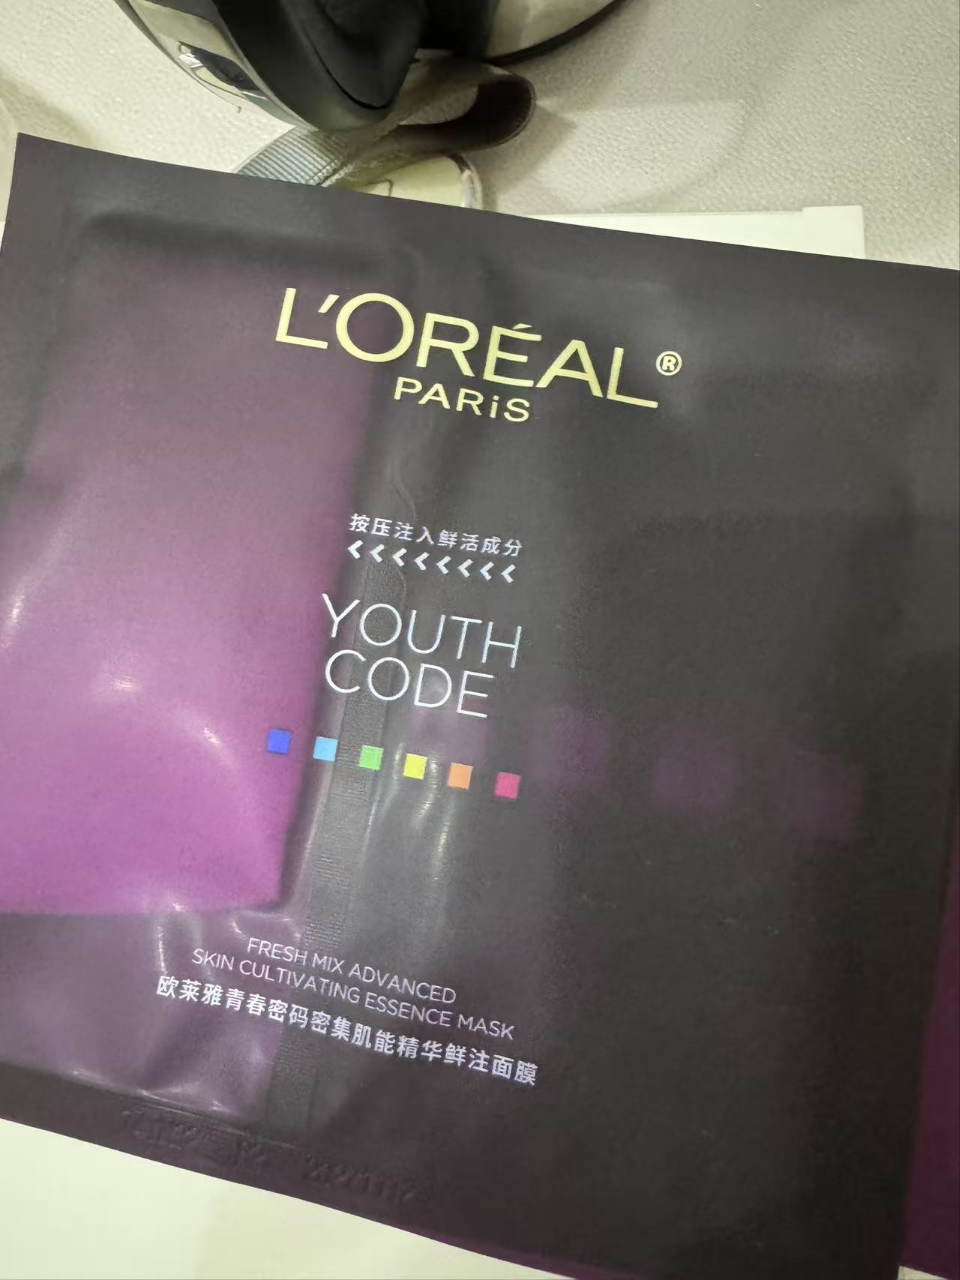 L'ORÉAL®
PARiS
按压注入鲜活成分
YOUTH
CODE
FRESH MIX ADVANCED
SKIN CULTIVATING ESSENCE MASK
欧莱雅青春密码密集肌能精华鲜注面膜